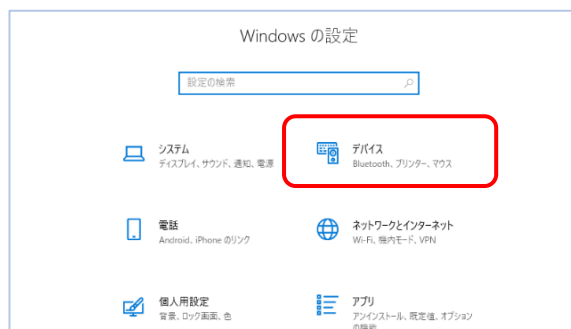 Windows の設定
設定の検索
システム
ディスプレイ、サウンド、通知、電源
デバイス
Bluetooth、プリンター、マウス
電話
Android、iPhone のリンク
ネットワークとインターネット
Wi-Fi、機内モード、VPN
個人用設定
背景、ロック画面、色
アプリ
アンインストール、既定値、オプション
の機能